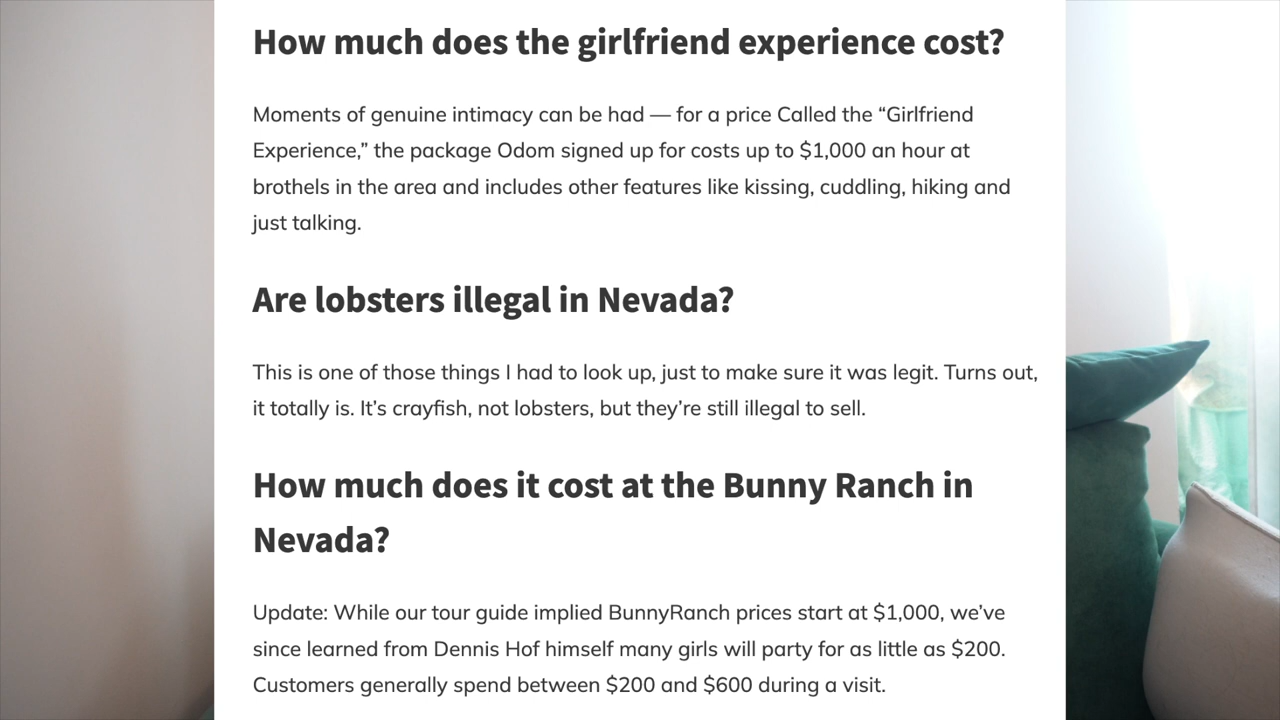 How much does the girlfriend experience cost?
Moments of genuine intimacy can be had — for a price Called the “Girlfriend
Experience,” the package Odom signed up for costs up to $1,000 an hour at
brothels in the area and includes other features like kissing, cuddling, hiking and
just talking.
Are lobsters illegal in Nevada?
This is one of those things I had to look up, just to make sure it was legit. Turns out,
it totally is. It’s crayfish, not lobsters, but they’re still illegal to sell.
How much does it cost at the Bunny Ranch in
Nevada?
Update: While our tour guide implied BunnyRanch prices start at $1,000, we’ve
since learned from Dennis Hof himself many girls will party for as little as $200.
Customers generally spend between $200 and $600 during a visit.